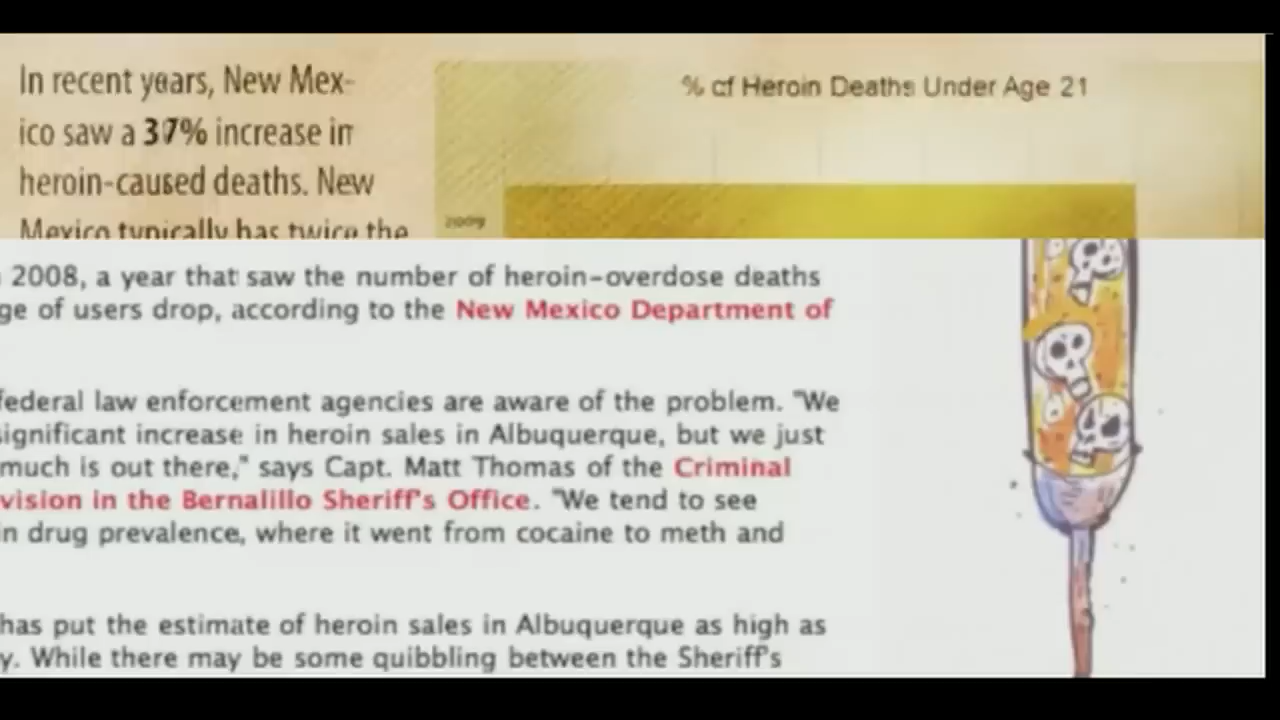 In recent years, New Mex-
ico saw a 37% increase in
heroin-caused deaths. New
Mexico typically has twice the
% of Heroin Deaths Under Age 21
2009
2008, a year that saw the number of heroin-overdose deaths
ge of users drop, according to the New Mexico Department of
federal law enforcement agencies are aware of the problem. "We
significant increase in heroin sales in Albuquerque, but we just
much is out there," says Capt. Matt Thomas of the Criminal
vision in the Bernalillo Sheriff's Office. "We tend to see
in drug prevalence, where it went from cocaine to meth and
has put the estimate of heroin sales in Albuquerque as high as
y. While there may be some quibbling between the Sheriff's